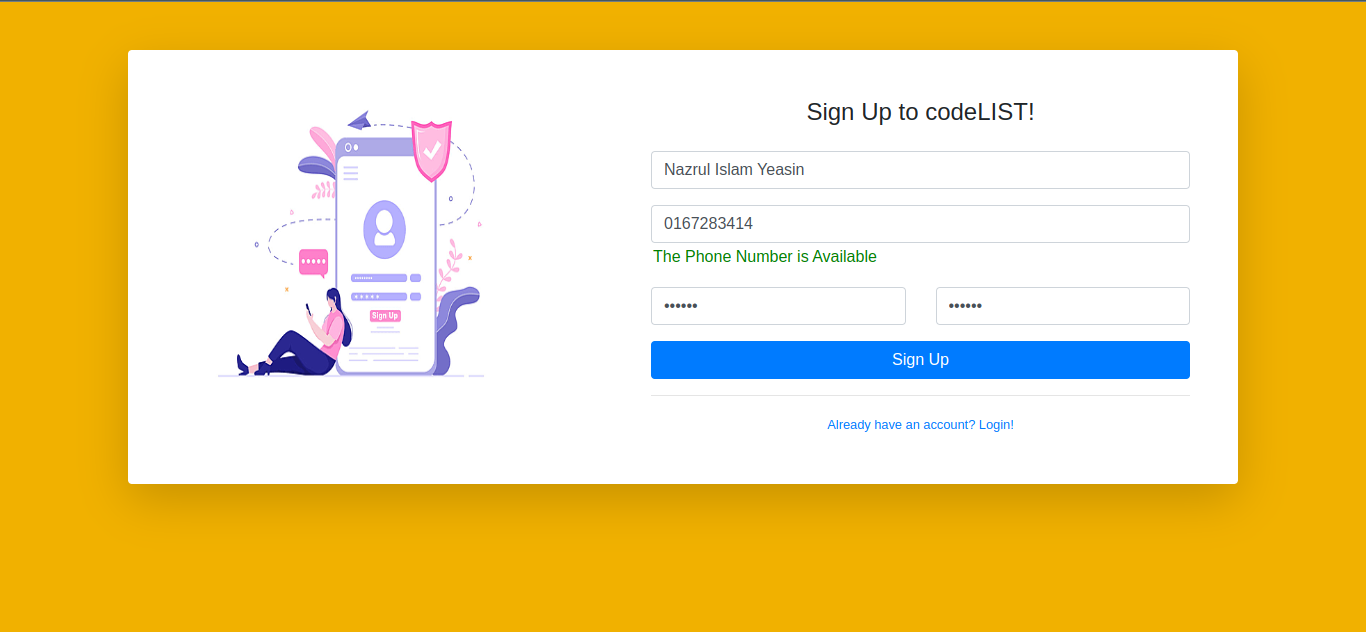 Sign Up to codeLIST!
Nazrul Islam Yeasin
0167283414
The Phone Number is Available
•••••• ••••••
Sign Up
Sign Up
Already have an account? Login!